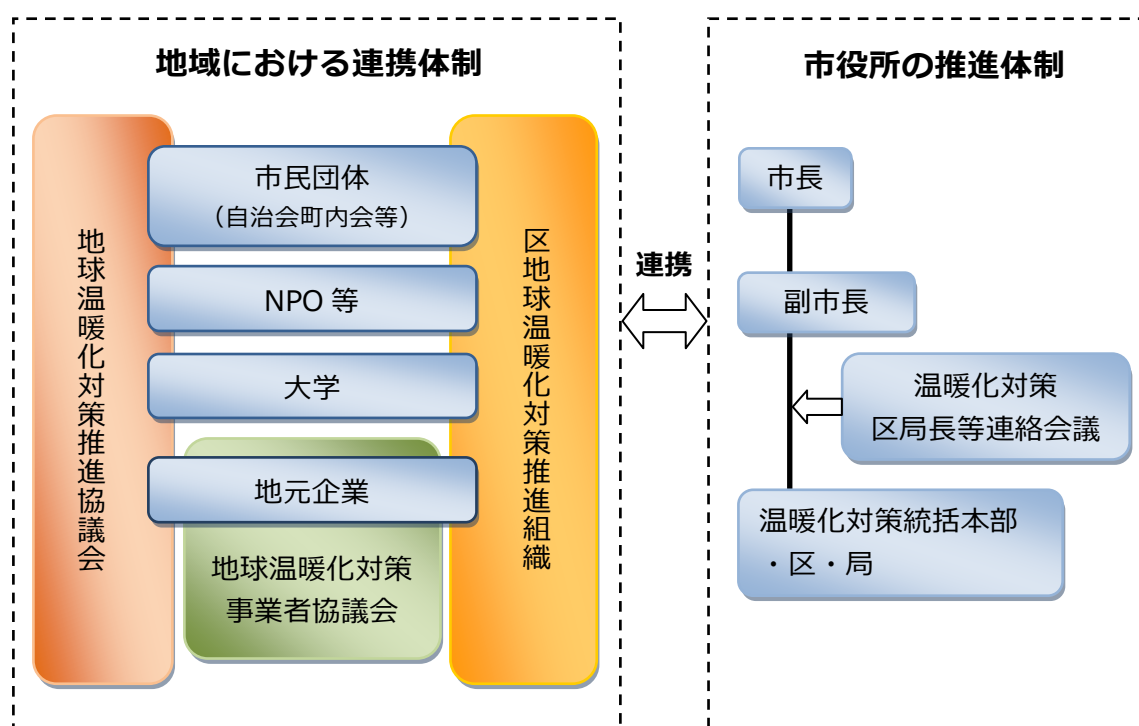 地域における連携体制
地球温暖化対策推進協議会
市民団体
（自治会町内会等）
NPO 等
大学
地元企業
地球温暖化対策
事業者協議会
区地球温暖化対策推進組織
連携
市役所の推進体制
市長
副市長
温暖化対策
区局長等連絡会議
温暖化対策統括本部
・区・局